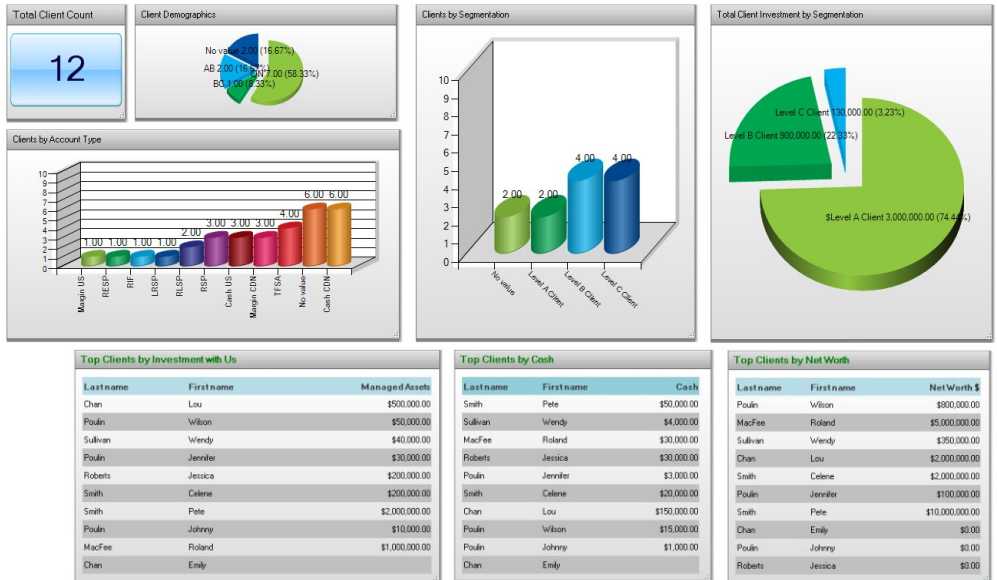 Total Client Count
12
Client Demographics
No value 2.00 (16.67%)
AB 2.00 (16.67%)
ON 7.00 (58.33%)
BC 1.00 (8.33%)
Clients by Account Type
10
9
8
7
6
5
4
3
2
1
0
1.00 1.00 1.00 1.00 2.00 3.00 3.00 3.00 4.00 6.00 6.00
Margin US
RESP
RIF
LRSP
RLSP
RSP
Cash US
Margin CDN
TFSA
No value
Cash CDN
Clients by Segmentation
10
9
8
7
6
5
4
3
2
1
0
2.00 2.00 4.00 4.00
No value
Level A Client
Level B Client
Level C Client
Total Client Investment by Segmentation
Level C Client 130,000.00 (3.23%)
Level B Client 900,000.00 (22.33%)
$Level A Client 3,000,000.00 (74.44%)
Top Clients by Investment with Us
Lastname Firstname Managed Assets
Chan Lou $500,000.00
Poulin Wilson $50,000.00
Sullivan Wendy $40,000.00
Poulin Jennifer $30,000.00
Roberts Jessica $200,000.00
Smith Celene $200,000.00
Smith Pete $2,000,000.00
Poulin Johnny $10,000.00
MacFee Roland $1,000,000.00
Chan Emily
Top Clients by Cash
Lastname Firstname Cash
Smith Pete $50,000.00
Sullivan Wendy $4,000.00
MacFee Roland $30,000.00
Roberts Jessica $30,000.00
Poulin Jennifer $3,000.00
Smith Celene $20,000.00
Chan Lou $150,000.00
Poulin Wilson $15,000.00
Poulin Johnny $1,000.00
Chan Emily
Top Clients by Net Worth
Lastname Firstname Net Worth $
Poulin Wilson $800,000.00
MacFee Roland $5,000,000.00
Sullivan Wendy $350,000.00
Chan Lou $2,000,000.00
Smith Celene $2,000,000.00
Poulin Jennifer $100,000.00
Smith Pete $10,000,000.00
Chan Emily $0.00
Poulin Johnny $0.00
Roberts Jessica $0.00